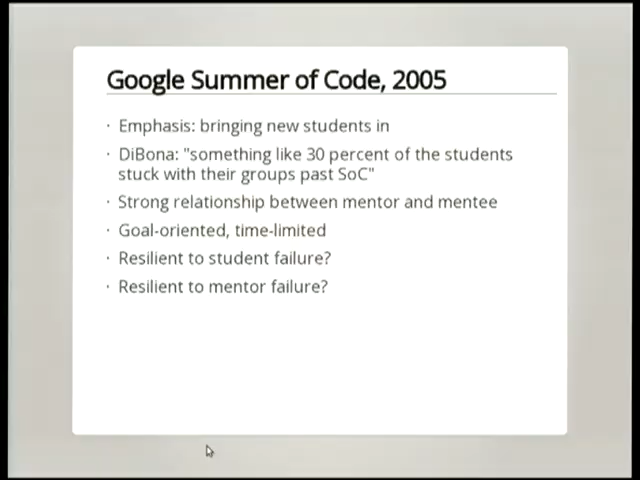 Google Summer of Code, 2005
· Emphasis: bringing new students in
· DiBona: "something like 30 percent of the students
stuck with their groups past SoC"
· Strong relationship between mentor and mentee
· Goal-oriented, time-limited
· Resilient to student failure?
· Resilient to mentor failure?